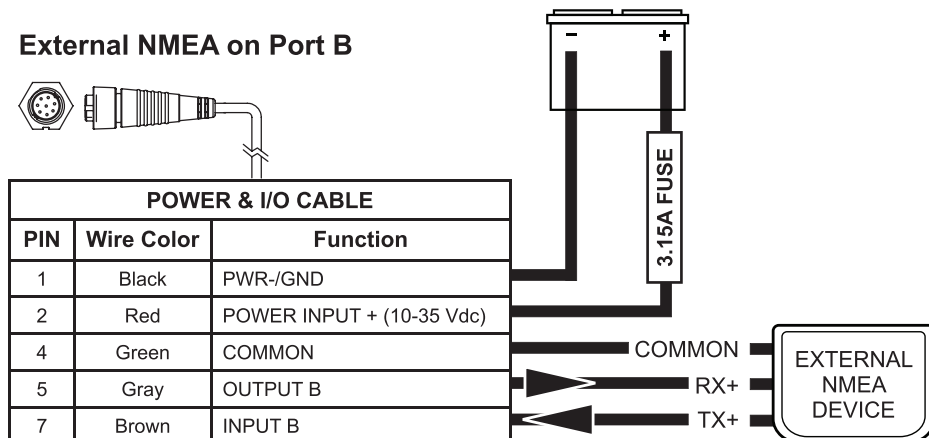 External NMEA on Port B
- +
3.15A FUSE
POWER & I/O CABLE
PIN Wire Color Function
1 Black PWR-/GND
2 Red POWER INPUT + (10-35 Vdc)
4 Green COMMON
5 Gray OUTPUT B
7 Brown INPUT B
COMMON
RX+
TX+
EXTERNAL
NMEA
DEVICE